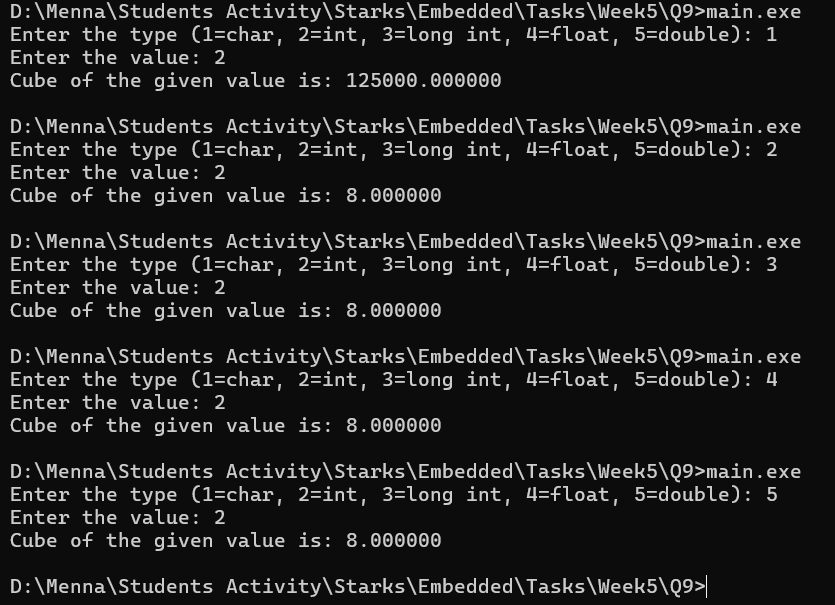 D:\Menna\Students Activity\Starks\Embedded\Tasks\Week5\Q9>main.exe
Enter the type (1=char, 2=int, 3=long int, 4=float, 5=double): 1
Enter the value: 2
Cube of the given value is: 125000.000000
D:\Menna\Students Activity\Starks\Embedded\Tasks\Week5\Q9>main.exe
Enter the type (1=char, 2=int, 3=long int, 4=float, 5=double): 2
Enter the value: 2
Cube of the given value is: 8.000000
D:\Menna\Students Activity\Starks\Embedded\Tasks\Week5\Q9>main.exe
Enter the type (1=char, 2=int, 3=long int, 4=float, 5=double): 3
Enter the value: 2
Cube of the given value is: 8.000000
D:\Menna\Students Activity\Starks\Embedded\Tasks\Week5\Q9>main.exe
Enter the type (1=char, 2=int, 3=long int, 4=float, 5=double): 4
Enter the value: 2
Cube of the given value is: 8.000000
D:\Menna\Students Activity\Starks\Embedded\Tasks\Week5\Q9>main.exe
Enter the type (1=char, 2=int, 3=long int, 4=float, 5=double): 5
Enter the value: 2
Cube of the given value is: 8.000000
D:\Menna\Students Activity\Starks\Embedded\Tasks\Week5\Q9>